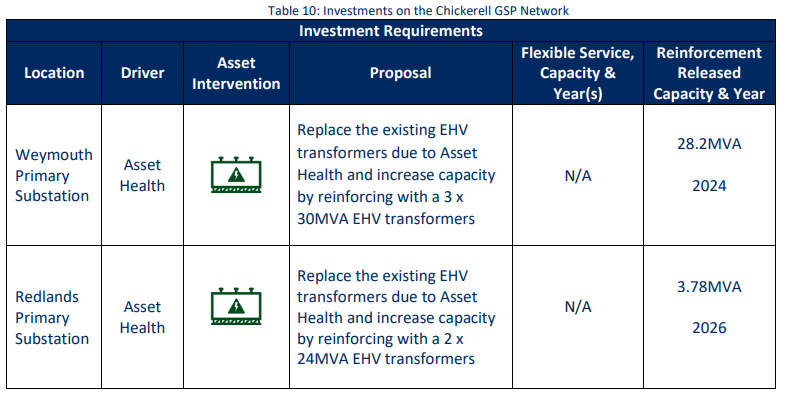 Table 10: Investments on the Chickerell GSP Network
Investment Requirements
Location
Driver
Asset
Intervention
Proposal
Flexible Service,
Capacity &
Year(s)
Reinforcement
Released
Capacity & Year
Weymouth
Primary
Substation
Asset
Health
Replace the existing EHV
transformers due to Asset
Health and increase capacity
by reinforcing with a 3 x
30MVA EHV transformers
N/A
28.2MVA
2024
Redlands
Primary
Substation
Asset
Health
Replace the existing EHV
transformers due to Asset
Health and increase capacity
by reinforcing with a 2 x
24MVA EHV transformers
N/A
3.78MVA
2026